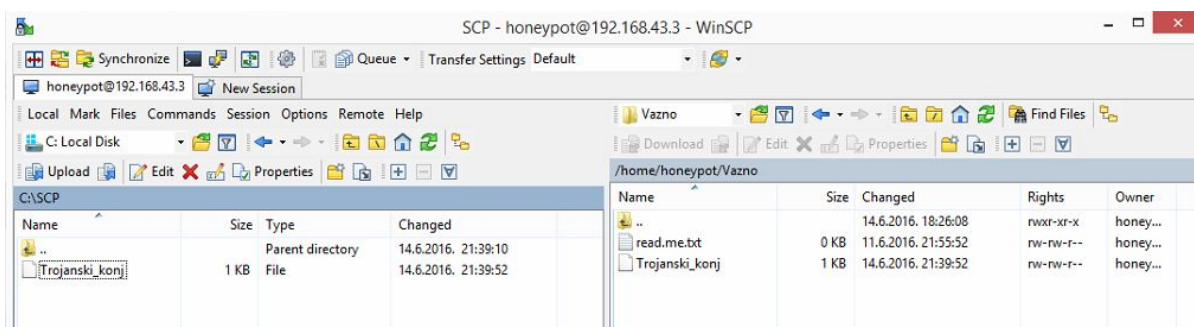 SCP - honeypot@192.168.43.3 - WinSCP
Synchronize Queue Transfer Settings Default
honeypot@192.168.43.3 New Session
Local Mark Files Commands Session Options Remote Help
C: Local Disk
Upload Edit Properties
C:\SCP
Name Size Type Changed
.. Parent directory 14.6.2016. 21:39:10
Trojanski_konj 1 KB File 14.6.2016. 21:39:52
Vazno Find Files
Download Edit Properties
/home/honeypot/Vazno
Name Size Changed Rights Owner
.. 14.6.2016. 18:26:08 rwxr-xr-x honey...
read.me.txt 0 KB 11.6.2016. 21:55:52 rw-rw-r-- honey...
Trojanski_konj 1 KB 14.6.2016. 21:39:52 rw-rw-r-- honey...